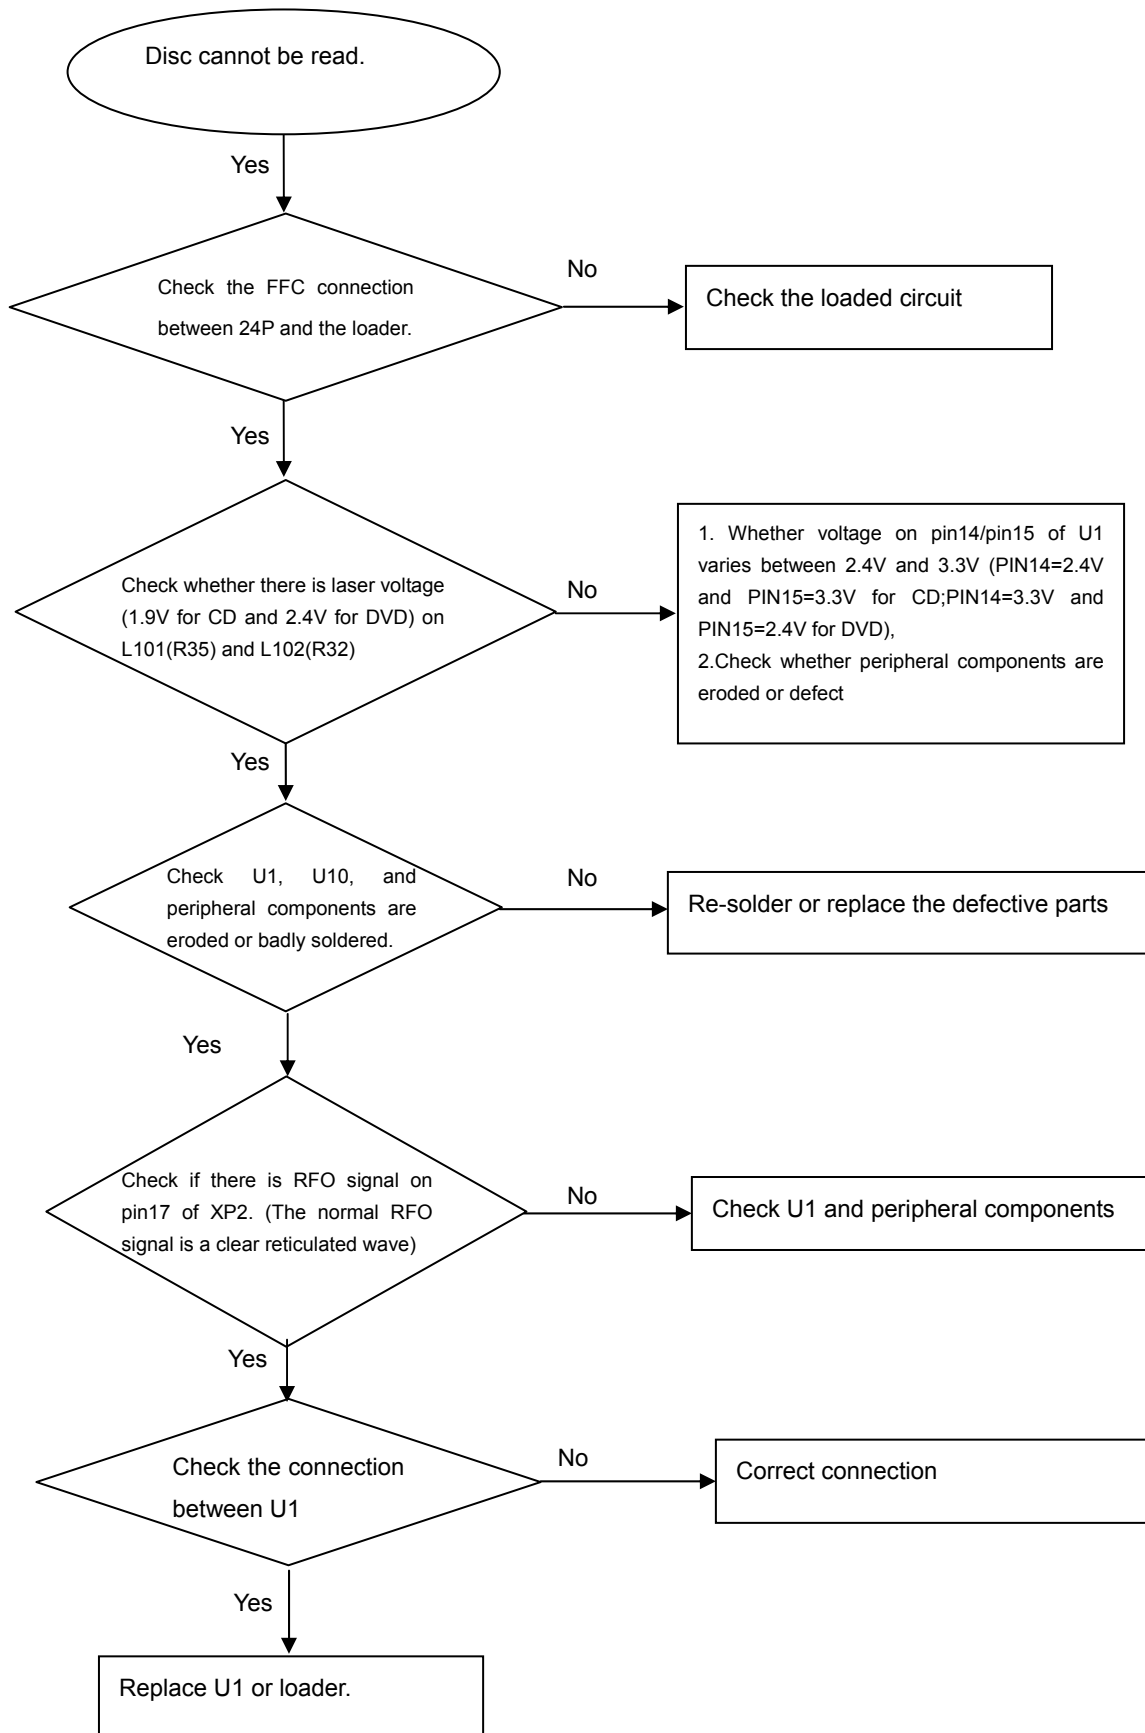 Disc cannot be read.
Yes
Check the FFC connection
between 24P and the loader.
No
Check the loaded circuit
Yes
Check whether there is laser voltage
(1.9V for CD and 2.4V for DVD) on
L101(R35) and L102(R32)
No
1. Whether voltage on pin14/pin15 of U1
varies between 2.4V and 3.3V (PIN14=2.4V
and PIN15=3.3V for CD;PIN14=3.3V and
PIN15=2.4V for DVD),
2.Check whether peripheral components are
eroded or defect
Yes
Check U1, U10, and
peripheral components are
eroded or badly soldered.
No
Re-solder or replace the defective parts
Yes
Check if there is RFO signal on
pin17 of XP2. (The normal RFO
signal is a clear reticulated wave)
No
Check U1 and peripheral components
Yes
Check the connection
between U1
No
Correct connection
Yes
Replace U1 or loader.